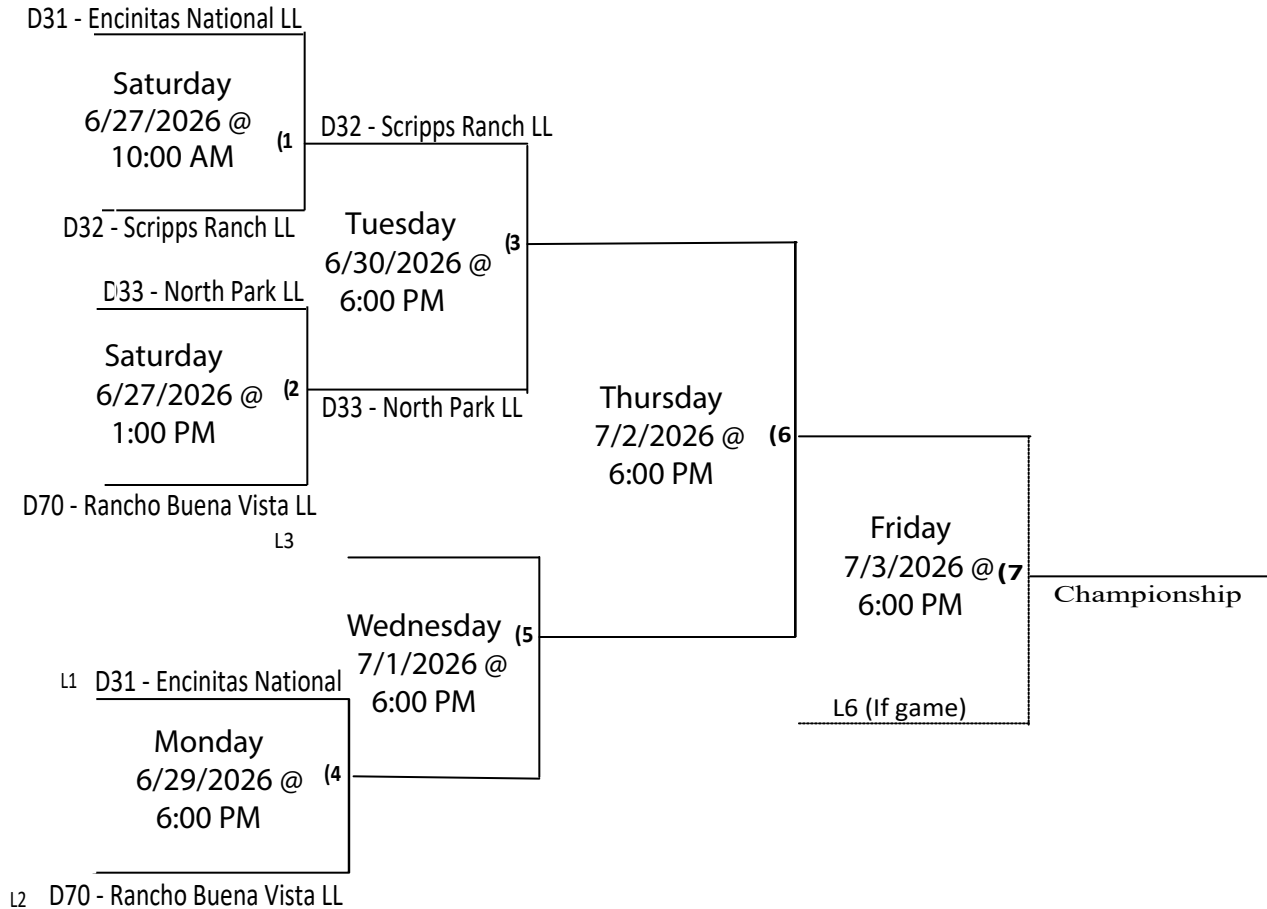 D31 - Encinitas National LL
Saturday
6/27/2026 @
10:00 AM
(1
D32 - Scripps Ranch LL
D32 - Scripps Ranch LL
Tuesday
6/30/2026 @
6:00 PM
(3
D33 - North Park LL
Saturday
6/27/2026 @
1:00 PM
(2
D33 - North Park LL
D70 - Rancho Buena Vista LL
Thursday
7/2/2026 @
6:00 PM
(6
L3
Wednesday
7/1/2026 @
6:00 PM
(5
Friday
7/3/2026 @
6:00 PM
(7
Championship
L6 (If game)
L1 D31 - Encinitas National
Monday
6/29/2026 @
6:00 PM
(4
L2 D70 - Rancho Buena Vista LL